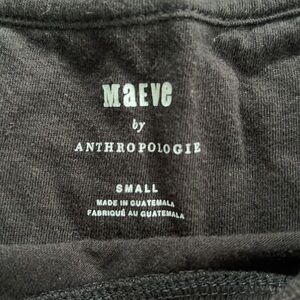 MaEVe
by
ANTHROPOLOGIE
SMALL
MADE IN GUATEMALA
FABRIQUÉ AU GUATEMALA